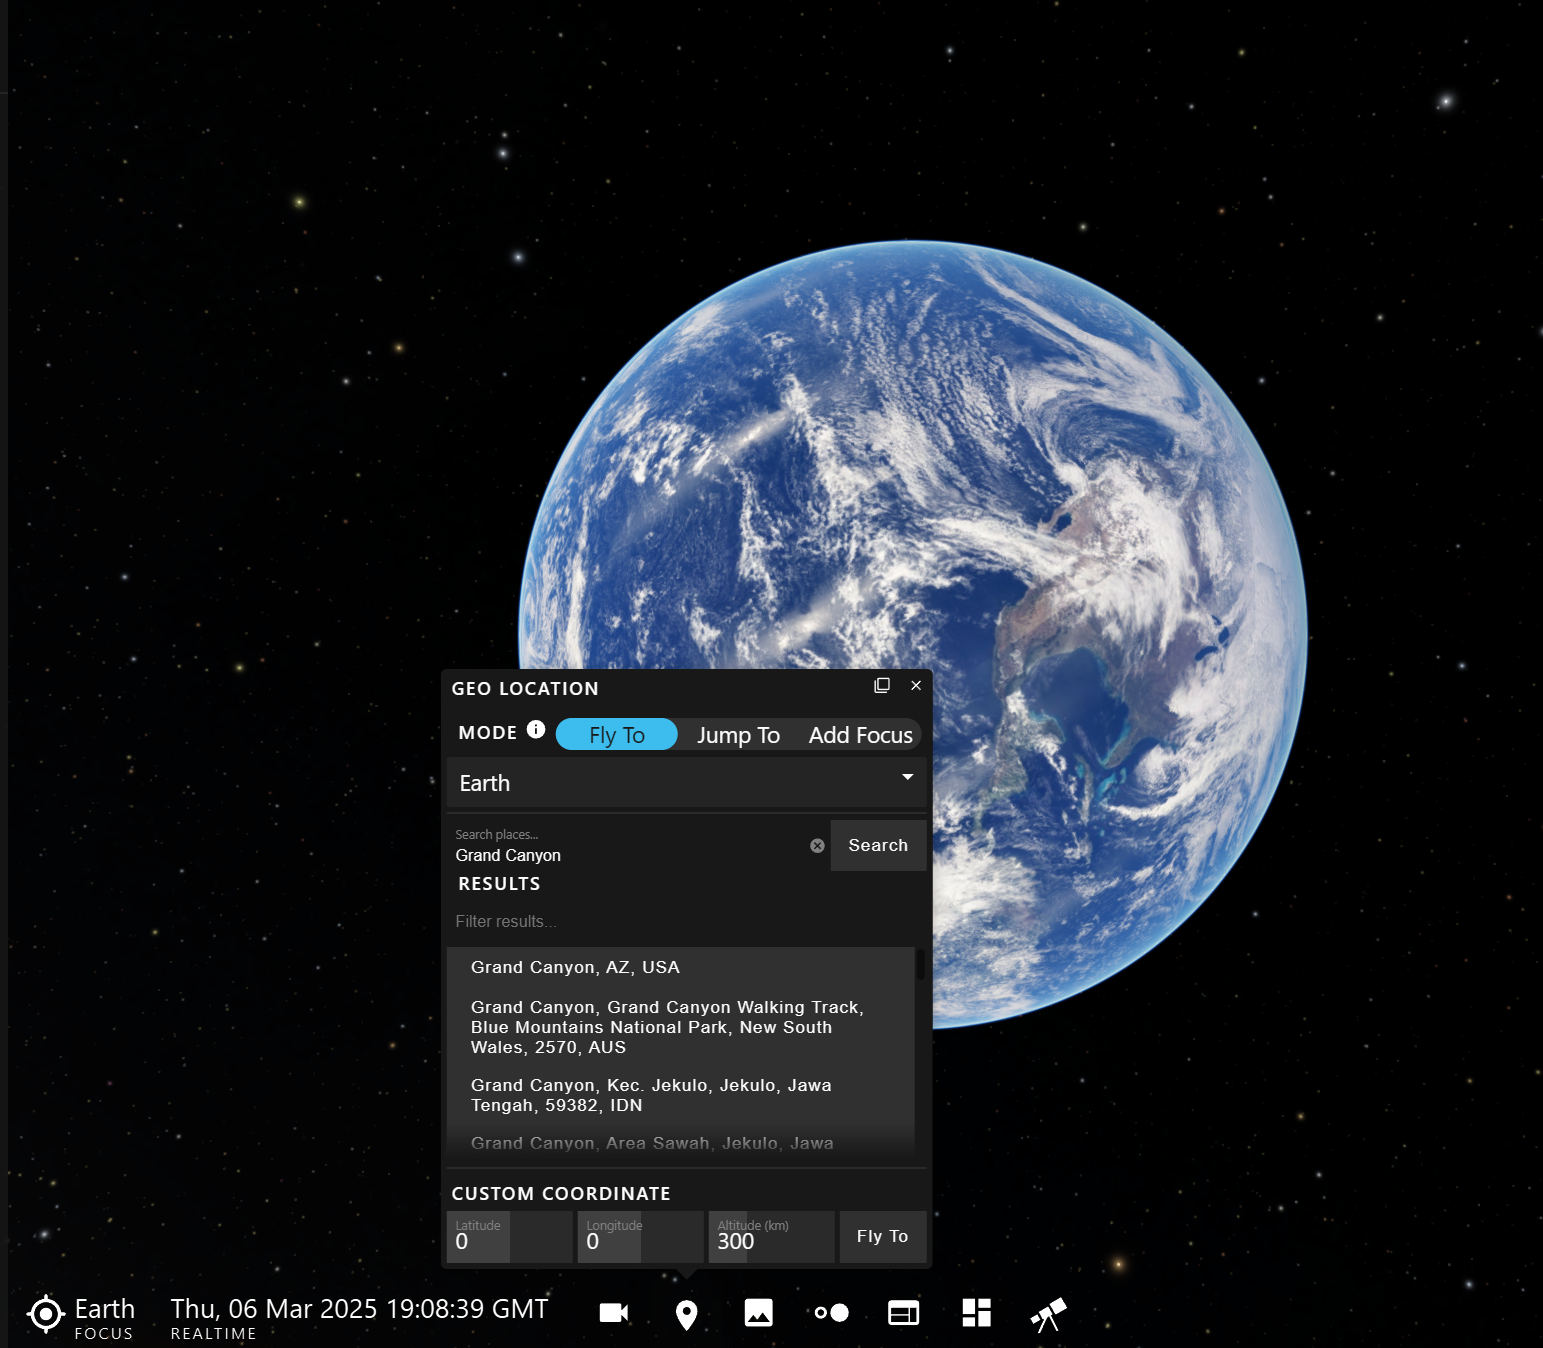 GEO LOCATION
MODE Fly To Jump To Add Focus
Earth
Search places...
Grand Canyon
Search
RESULTS
Filter results...
Grand Canyon, AZ, USA
Grand Canyon, Grand Canyon Walking Track,
Blue Mountains National Park, New South
Wales, 2570, AUS
Grand Canyon, Kec. Jekulo, Jekulo, Jawa
Tengah, 59382, IDN
Grand Canyon, Area Sawah, Jekulo, Jawa
CUSTOM COORDINATE
Latitude
0
Longitude
0
Altitude (km)
300
Fly To
Earth
FOCUS
Thu, 06 Mar 2025 19:08:39 GMT
REALTIME